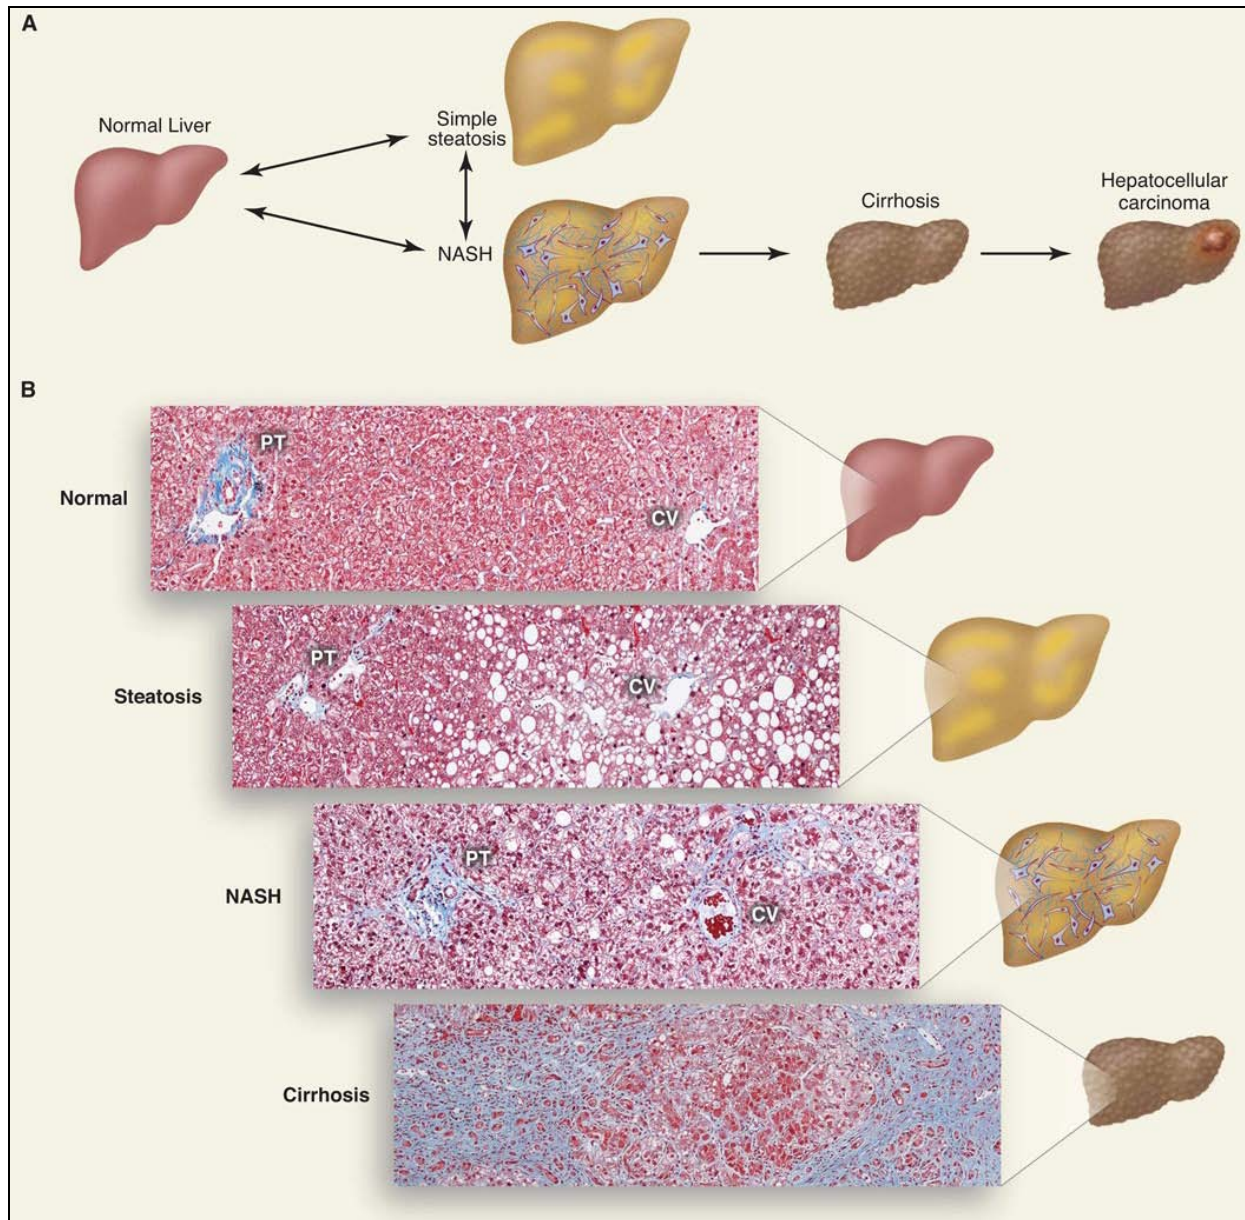 A
Normal Liver
Simple
steatosis
NASH
Cirrhosis
Hepatocellular
carcinoma
B
Normal
PT
CV
Steatosis
PT
CV
NASH
PT
CV
Cirrhosis